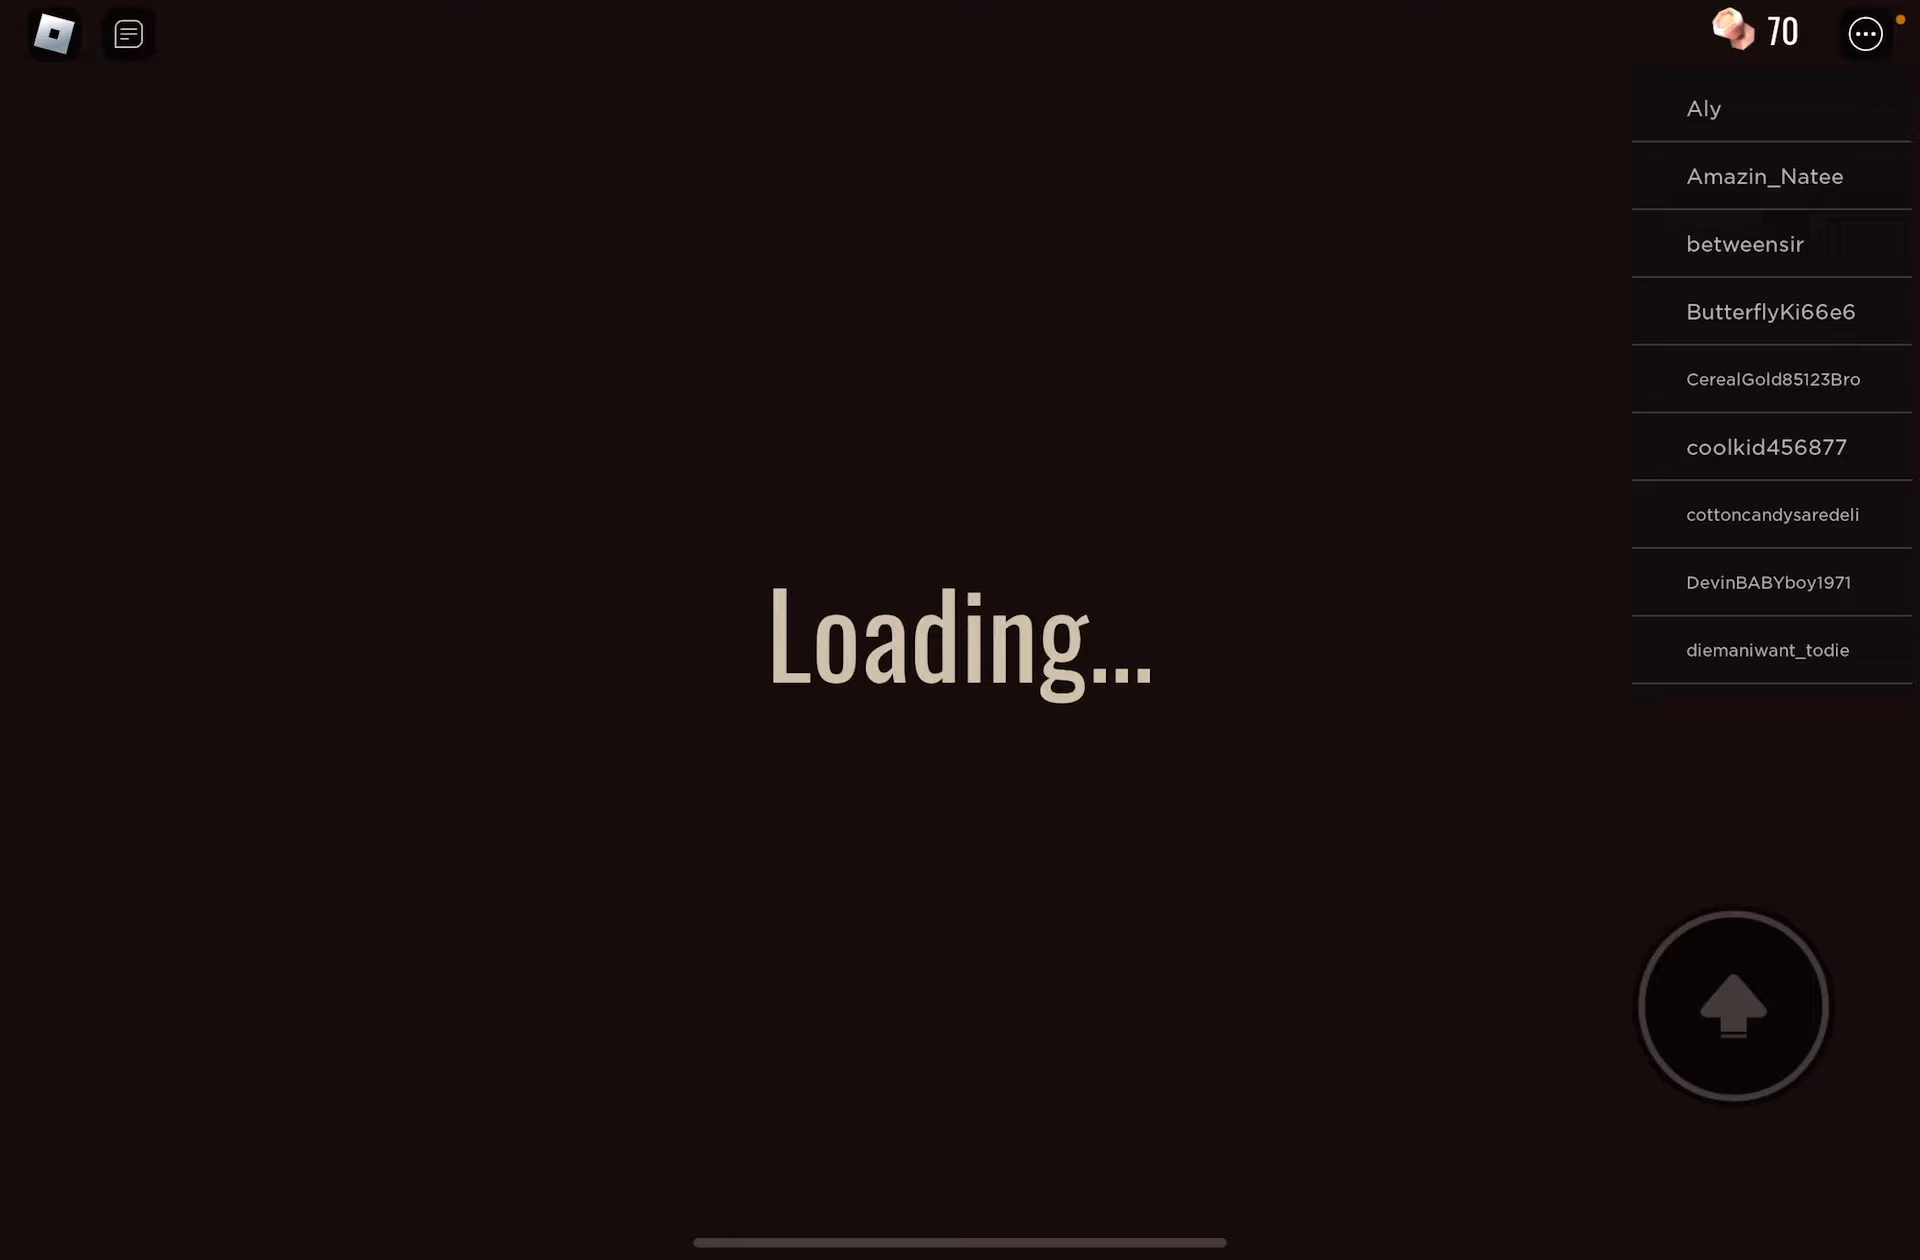 70
Aly
Amazin_Natee
betweensir
ButterflyKi66e6
CerealGold85123Bro
coolkid456877
cottoncandysaredeli
DevinBABYboy1971
diemaniwant_todie
Loading...